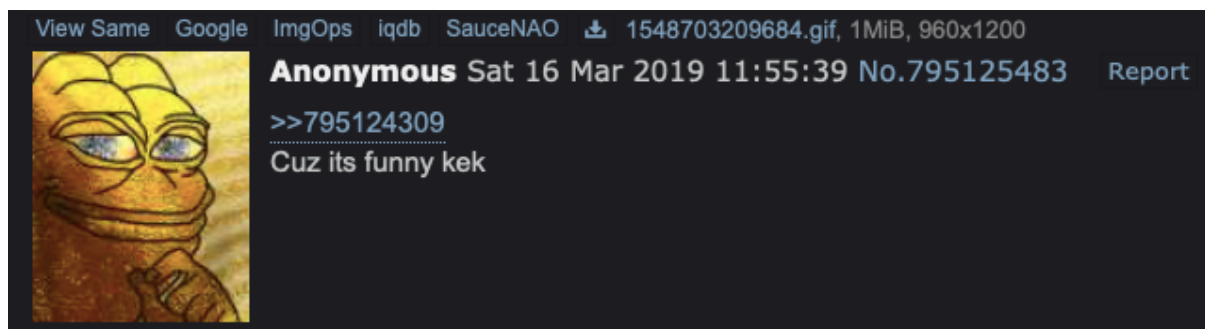 View Same Google ImgOps iqdb SauceNAO 1548703209684.gif, 1MiB, 960x1200
Anonymous Sat 16 Mar 2019 11:55:39 No.795125483 Report
>>795124309
Cuz its funny kek